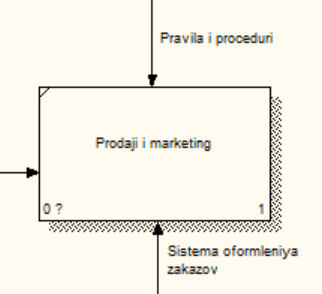 Pravila i proceduri
Prodaji i marketing
0 ?
1
Sistema oformleniya
zakazov